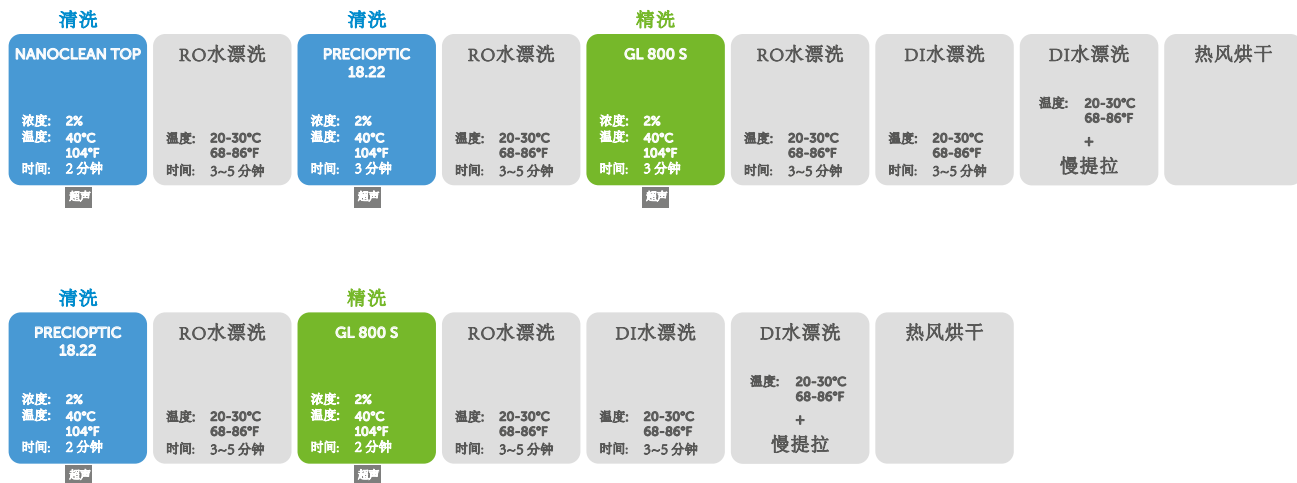 清洗
NANOCLEAN TOP
浓度: 2%
温度: 40°C
104°F
时间: 2 分钟
超声
RO水漂洗
温度: 20-30°C
68-86°F
时间: 3~5 分钟
清洗
PRECIOPTIC
18.22
浓度: 2%
温度: 40°C
104°F
时间: 3 分钟
超声
RO水漂洗
温度: 20-30°C
68-86°F
时间: 3~5 分钟
精洗
GL 800 S
浓度: 2%
温度: 40°C
104°F
时间: 3 分钟
超声
RO水漂洗
温度: 20-30°C
68-86°F
时间: 3~5 分钟
DI水漂洗
温度: 20-30°C
68-86°F
时间: 3~5 分钟
DI水漂洗
温度: 20-30°C
68-86°F
+
慢提拉
热风烘干
清洗
PRECIOPTIC
18.22
浓度: 2%
温度: 40°C
104°F
时间: 2 分钟
超声
RO水漂洗
温度: 20-30°C
68-86°F
时间: 3~5 分钟
精洗
GL 800 S
浓度: 2%
温度: 40°C
104°F
时间: 2 分钟
超声
RO水漂洗
温度: 20-30°C
68-86°F
时间: 3~5 分钟
DI水漂洗
温度: 20-30°C
68-86°F
时间: 3~5 分钟
DI水漂洗
温度: 20-30°C
68-86°F
+
慢提拉
热风烘干